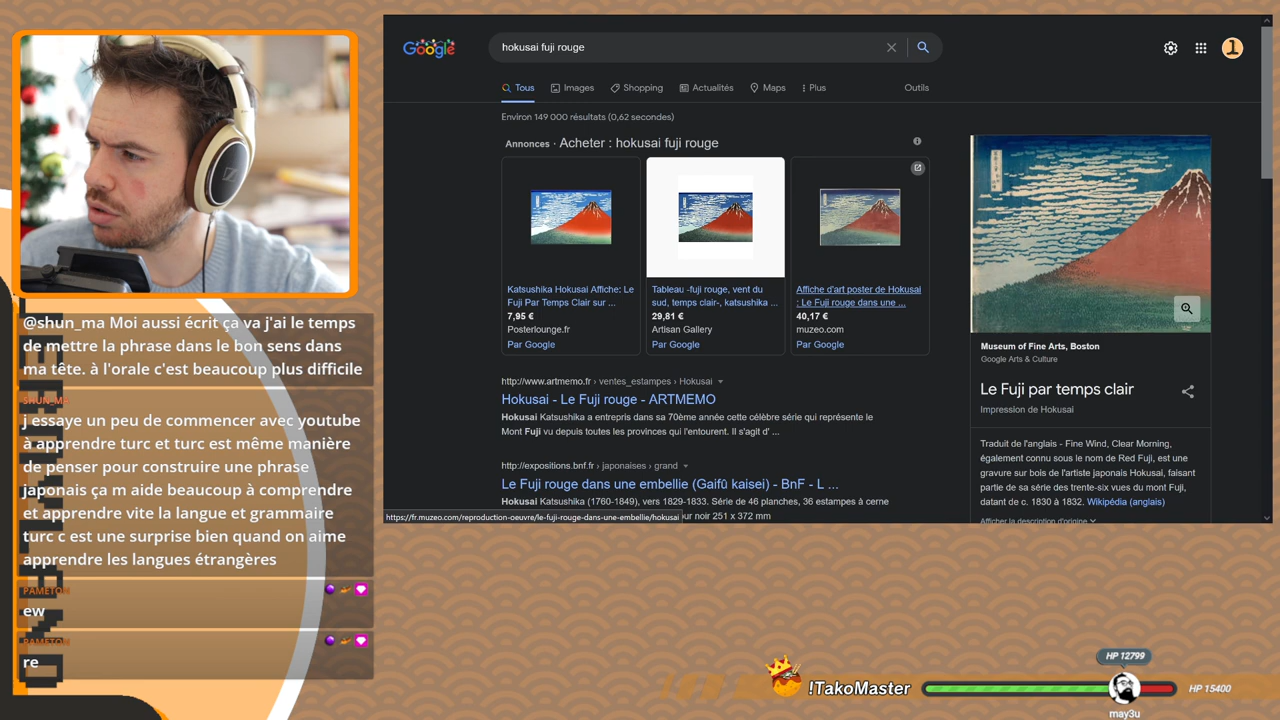 Google
hokusai fuji rouge
Tous Images Shopping Actualités Maps Plus Outils
Environ 149 000 résultats (0,62 secondes)
Annonces · Acheter : hokusai fuji rouge
Katsushika Hokusai Affiche: Le
Fuji Par Temps Clair sur ...
7,95 €
Posterlounge.fr
Par Google
Tableau -fuji rouge, vent du
sud, temps clair-, katsushika ...
29,81 €
Artisan Gallery
Par Google
Affiche d'art poster de Hokusai
: Le Fuji rouge dans une ...
40,17 €
muzeo.com
Par Google
http://www.artmemo.fr › ventes_estampes › Hokusai
Hokusai - Le Fuji rouge - ARTMEMO
Hokusai Katsushika a entrepris dans sa 70ème année cette célèbre série qui représente le
Mont Fuji vu depuis toutes les provinces qui l'entourent. Il s'agit d' ...
http://expositions.bnf.fr › japonaises › grand
Le Fuji rouge dans une embellie (Gaifû kaisei) - BnF - L ...
Hokusai Katsushika (1760-1849), vers 1829-1833. Série de 46 planches, 36 estampes à cerne
ur noir 251 x 372 mm
https://fr.muzeo.com/reproduction-oeuvre/le-fuji-rouge-dans-une-embellie/hokusai
Museum of Fine Arts, Boston
Google Arts & Culture
Le Fuji par temps clair
Impression de Hokusai
Traduit de l'anglais - Fine Wind, Clear Morning,
également connu sous le nom de Red Fuji, est une
gravure sur bois de l'artiste japonais Hokusai, faisant
partie de sa série des trente-six vues du mont Fuji,
datant de c. 1830 à 1832. Wikipédia (anglais)
Afficher la description d'origine
@shun_ma Moi aussi écrit ça va j'ai le temps
de mettre la phrase dans le bon sens dans
ma tête. à l'orale c'est beaucoup plus difficile
SHUN_MA
j essaye un peu de commencer avec youtube
à apprendre turc et turc est même manière
de penser pour construire une phrase
japonais ça m aide beaucoup à comprendre
et apprendre vite la langue et grammaire
turc c est une surprise bien quand on aime
apprendre les langues étrangères
PAMETON
ew
PAMETON
re
!TakoMaster
HP 12799
HP 15400
may3u